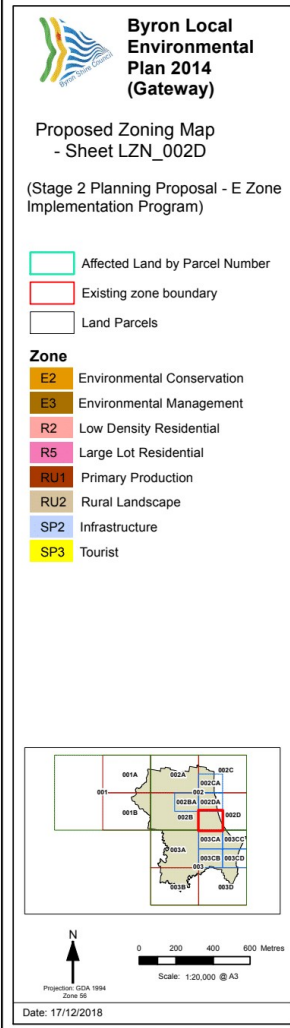 Byron Shire Council
Byron Local
Environmental
Plan 2014
(Gateway)
Proposed Zoning Map
- Sheet LZN_002D
(Stage 2 Planning Proposal - E Zone
Implementation Program)
Affected Land by Parcel Number
Existing zone boundary
Land Parcels
Zone
E2 Environmental Conservation
E3 Environmental Management
R2 Low Density Residential
R5 Large Lot Residential
RU1 Primary Production
RU2 Rural Landscape
SP2 Infrastructure
SP3 Tourist
001A 002A 002C
002CA
001 002
001B 002BA 002DA
002B 002D
003A 003CA 003CC
003CB 003CD
003
003B 003D
N
0 200 400 600 Metres
Scale: 1:20,000 @ A3
Projection: GDA 1994
Zone 56
Date: 17/12/2018